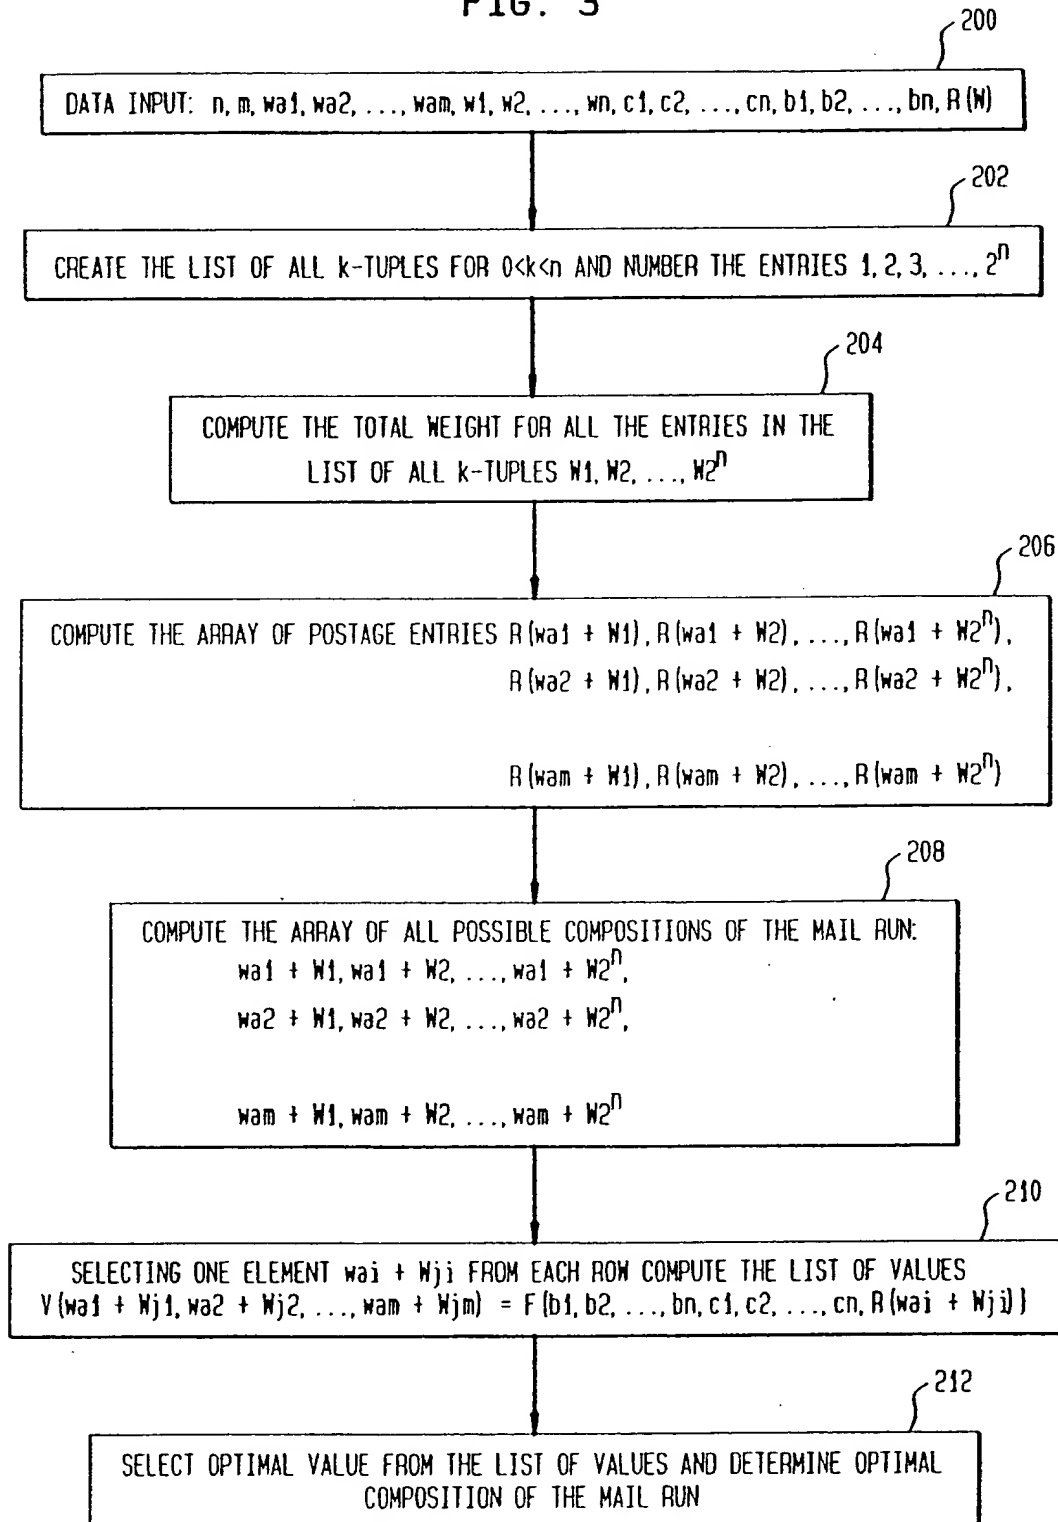 FIG. 3
200
DATA INPUT: n, m, wa1, wa2, ..., wam, w1, w2, ..., wn, c1, c2, ..., cn, b1, b2, ..., bn, R(W)
202
CREATE THE LIST OF ALL k-TUPLES FOR 0<k<n AND NUMBER THE ENTRIES 1, 2, 3, ..., 2^n
204
COMPUTE THE TOTAL WEIGHT FOR ALL THE ENTRIES IN THE
LIST OF ALL k-TUPLES W1, W2, ..., W2^n
206
COMPUTE THE ARRAY OF POSTAGE ENTRIES R(wa1 + W1), R(wa1 + W2), ..., R(wa1 + W2^n),
R(wa2 + W1), R(wa2 + W2), ..., R(wa2 + W2^n),
R(wam + W1), R(wam + W2), ..., R(wam + W2^n)
208
COMPUTE THE ARRAY OF ALL POSSIBLE COMPOSITIONS OF THE MAIL RUN:
wa1 + W1, wa1 + W2, ..., wa1 + W2^n,
wa2 + W1, wa2 + W2, ..., wa2 + W2^n,
wam + W1, wam + W2, ..., wam + W2^n
210
SELECTING ONE ELEMENT wai + Wji FROM EACH ROW COMPUTE THE LIST OF VALUES
V(wa1 + Wj1, wa2 + Wj2, ..., wam + Wjm) = F(b1, b2, ..., bn, c1, c2, ..., cn, R(wai + Wji))
212
SELECT OPTIMAL VALUE FROM THE LIST OF VALUES AND DETERMINE OPTIMAL
COMPOSITION OF THE MAIL RUN